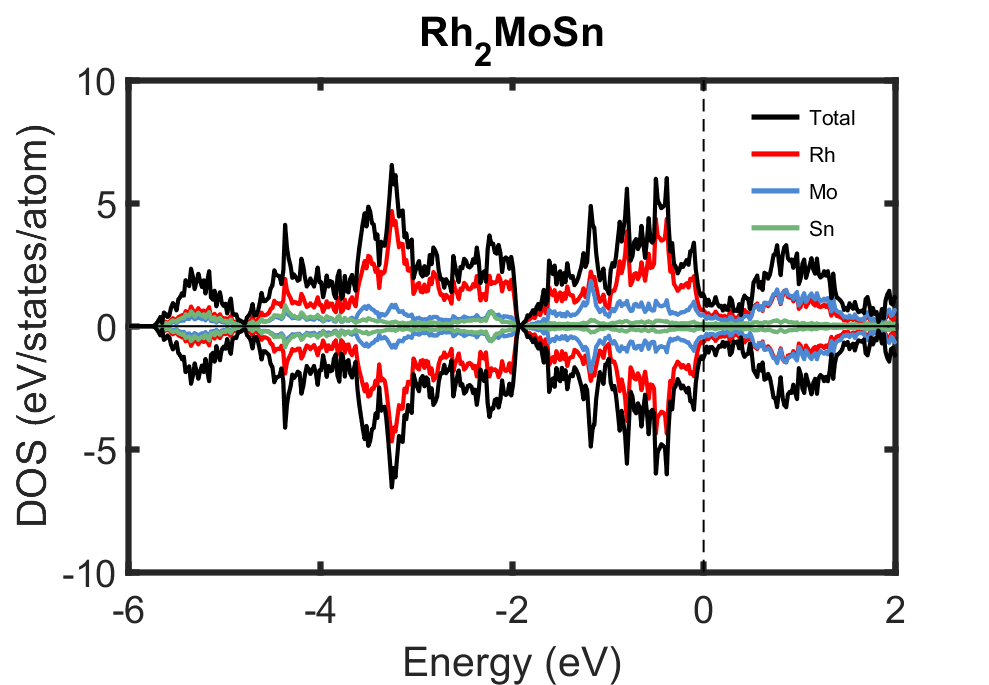 Rh2MoSn
DOS (eV/states/atom)
10
5
0
-5
-10
Total
Rh
Mo
Sn
-6 -4 -2 0 2
Energy (eV)